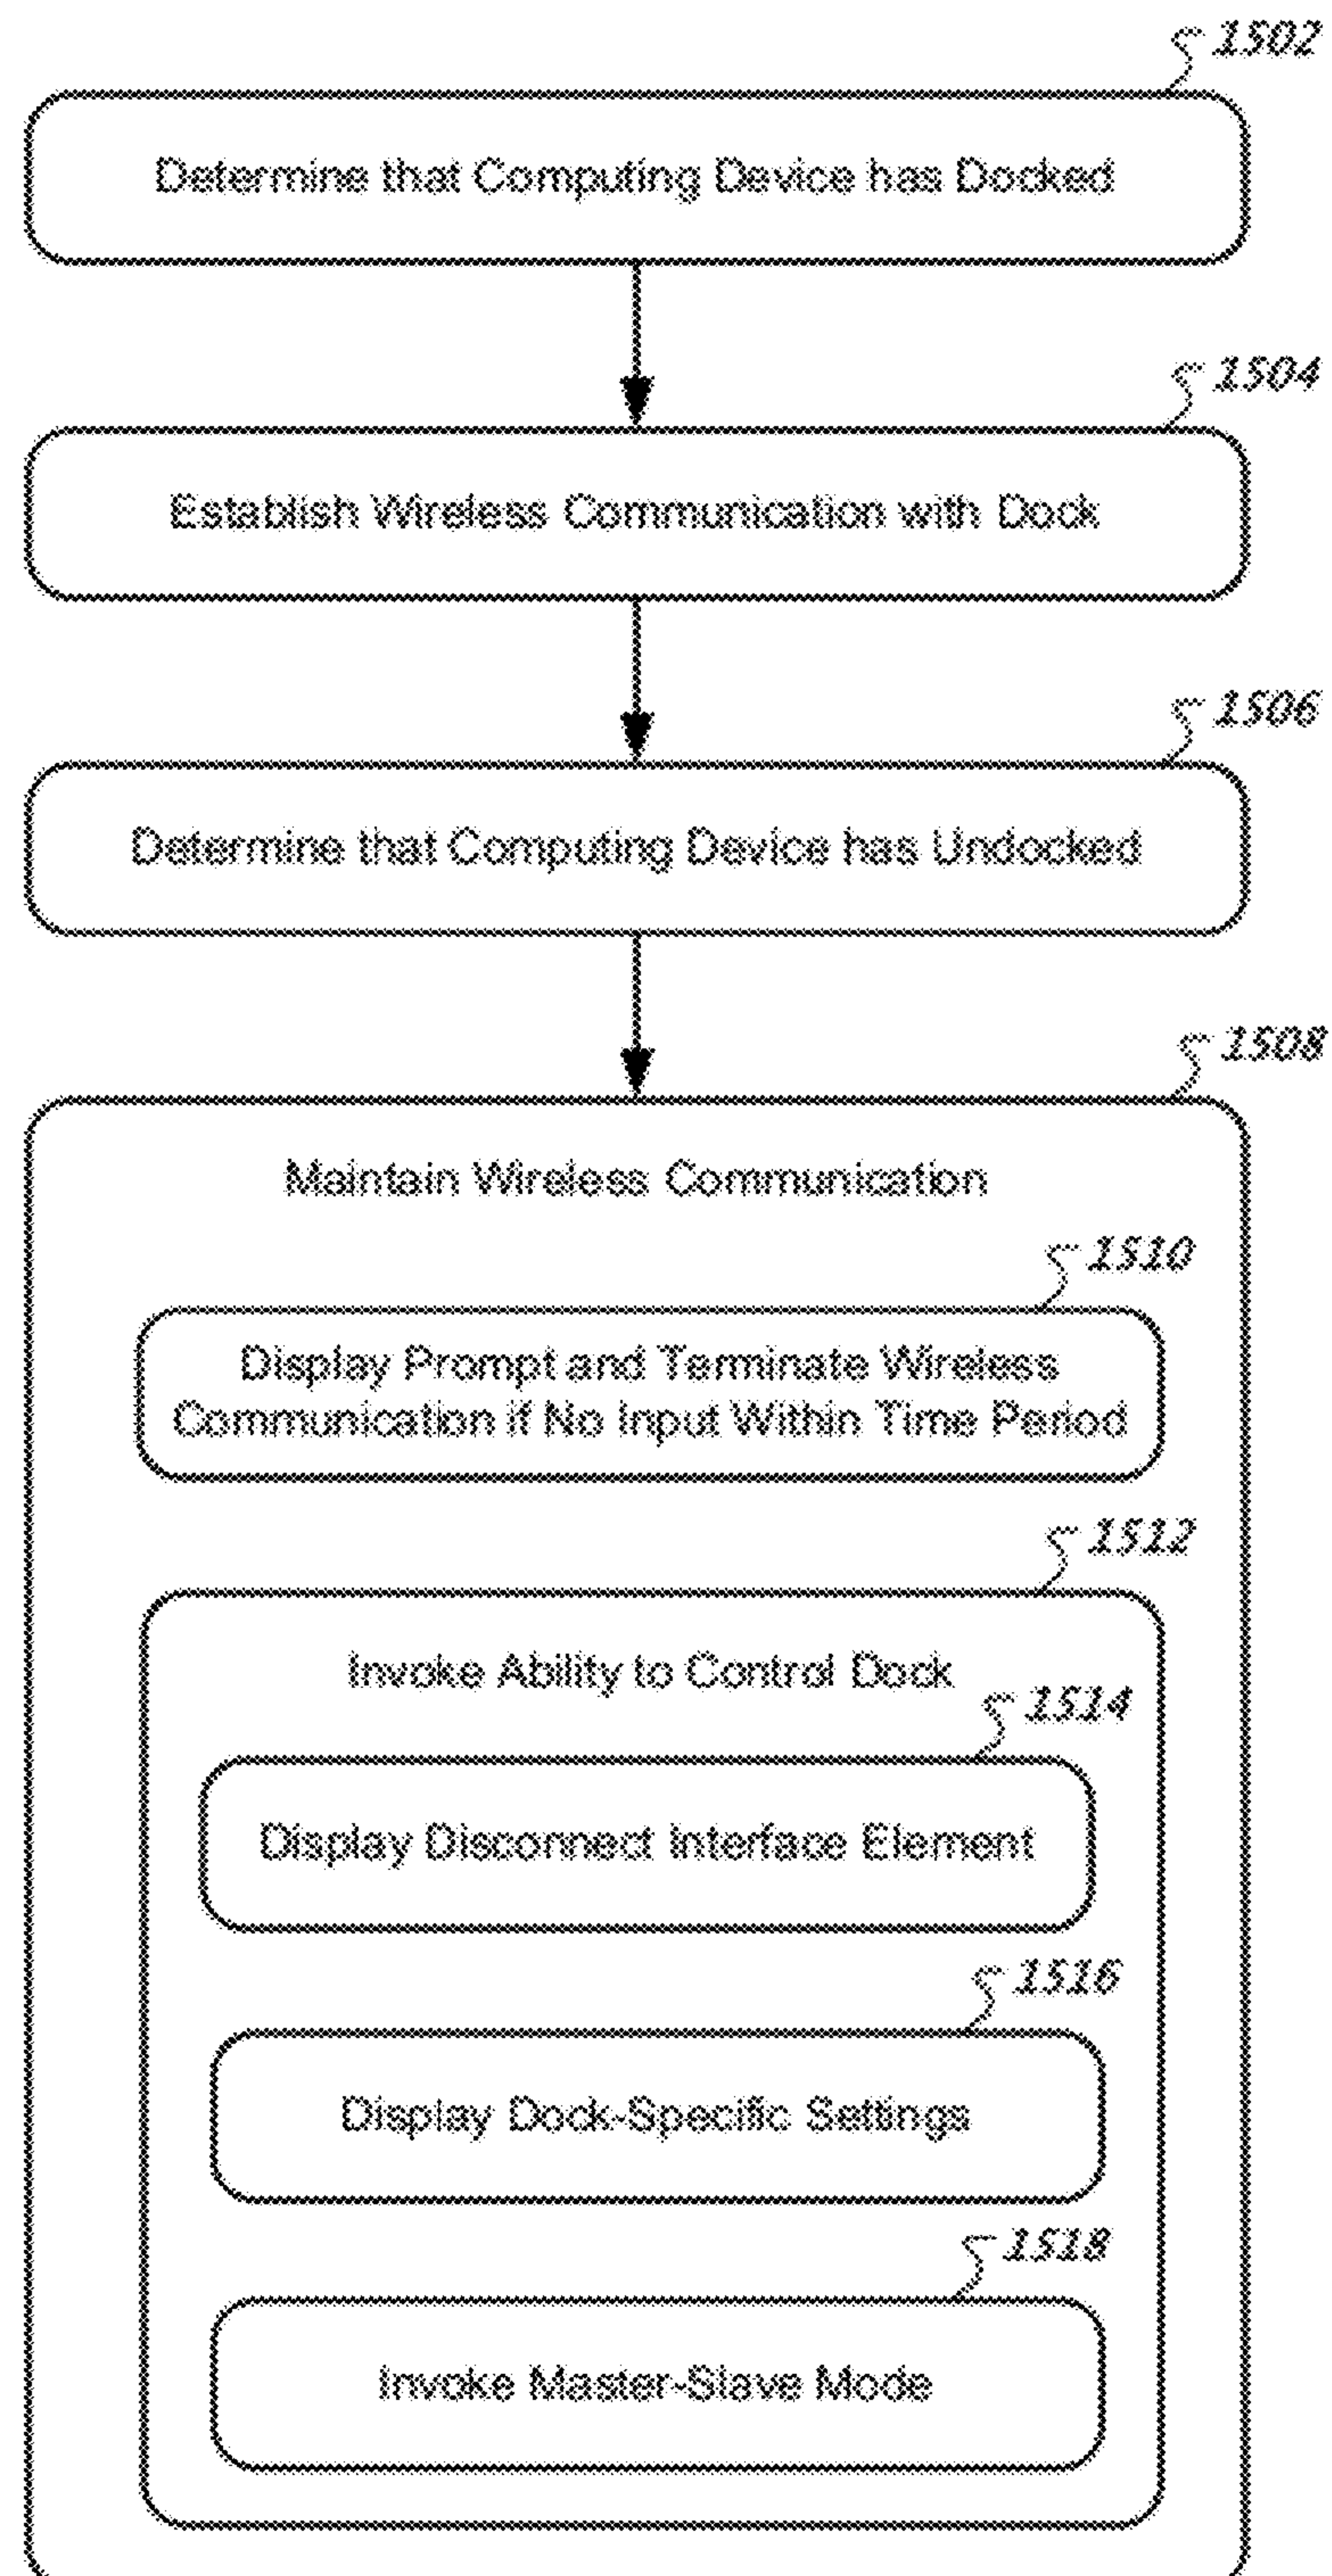 1502
Determine that Computing Device has Docked
1504
Establish Wireless Communication with Dock
1506
Determine that Computing Device has Undocked
1508
Maintain Wireless Communication
1510
Display Prompt and Terminate Wireless
Communication if No Input Within Time Period
1512
Invoke Ability to Control Dock
1514
Display Disconnect Interface Element
1516
Display Dock-Specific Settings
1518
Invoke Master-Slave Mode